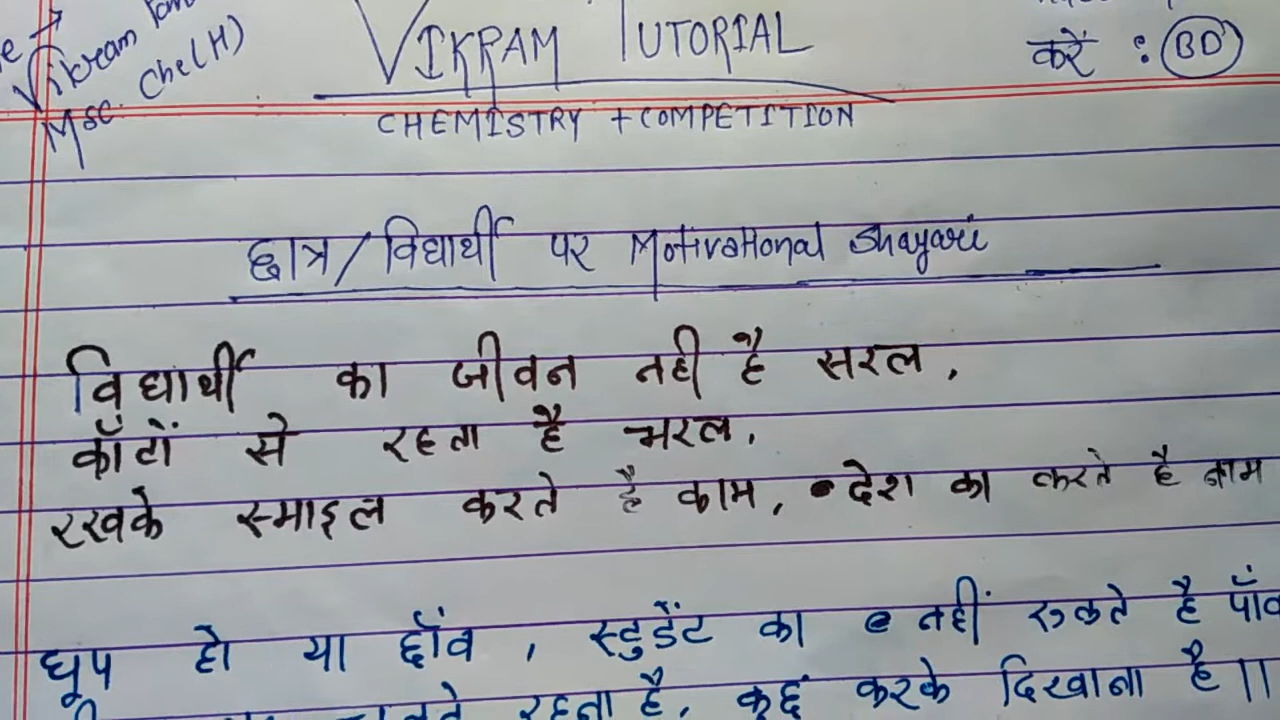 Vikram
Msc. Che(H)
VIKRAM TUTORIAL
करें : BD
CHEMISTRY + COMPETITION
छात्र / विद्यार्थी पर Motivational Shayari
विद्यार्थी का जीवन नही है सरल,
काँटों से रहता है भरल,
रखके स्माइल करते है काम, देश का करते है नाम
धूप हो या छाँव, स्टुडेंट का नहीं रुकते है पाँव
रहना है, कुछ करके दिखाना है।।